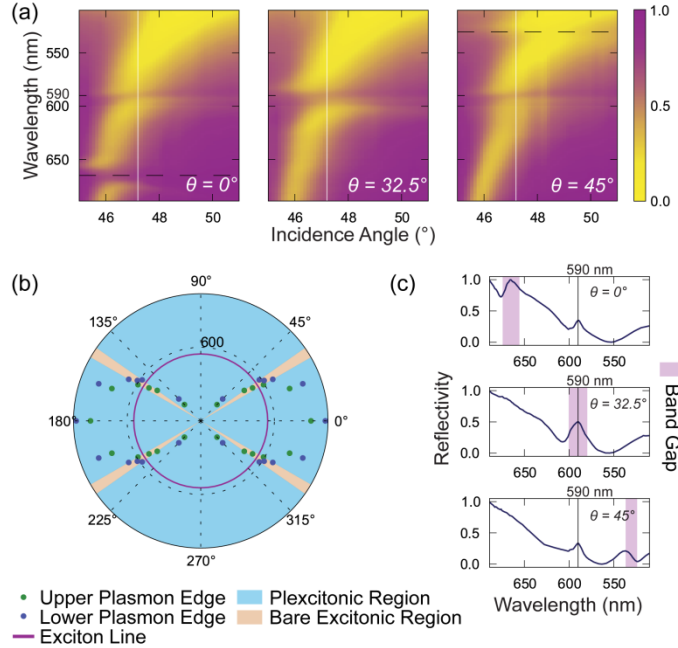 (a)
Wavelength (nm)
550
590
600
650
θ = 0°
θ = 32.5°
θ = 45°
46 48 50
46 48 50
46 48 50
Incidence Angle (°)
1.0
0.5
0.0
(b)
90°
135°
45°
600
180°
0°
225°
315°
270°
Upper Plasmon Edge
Lower Plasmon Edge
Exciton Line
Plexcitonic Region
Bare Excitonic Region
(c)
590 nm
θ = 0°
1.0
0.5
0.0
650 600 550
590 nm
θ = 32.5°
1.0
0.5
0.0
650 600 550
590 nm
θ = 45°
1.0
0.5
0.0
650 600 550
Reflectivity
Wavelength (nm)
Band Gap